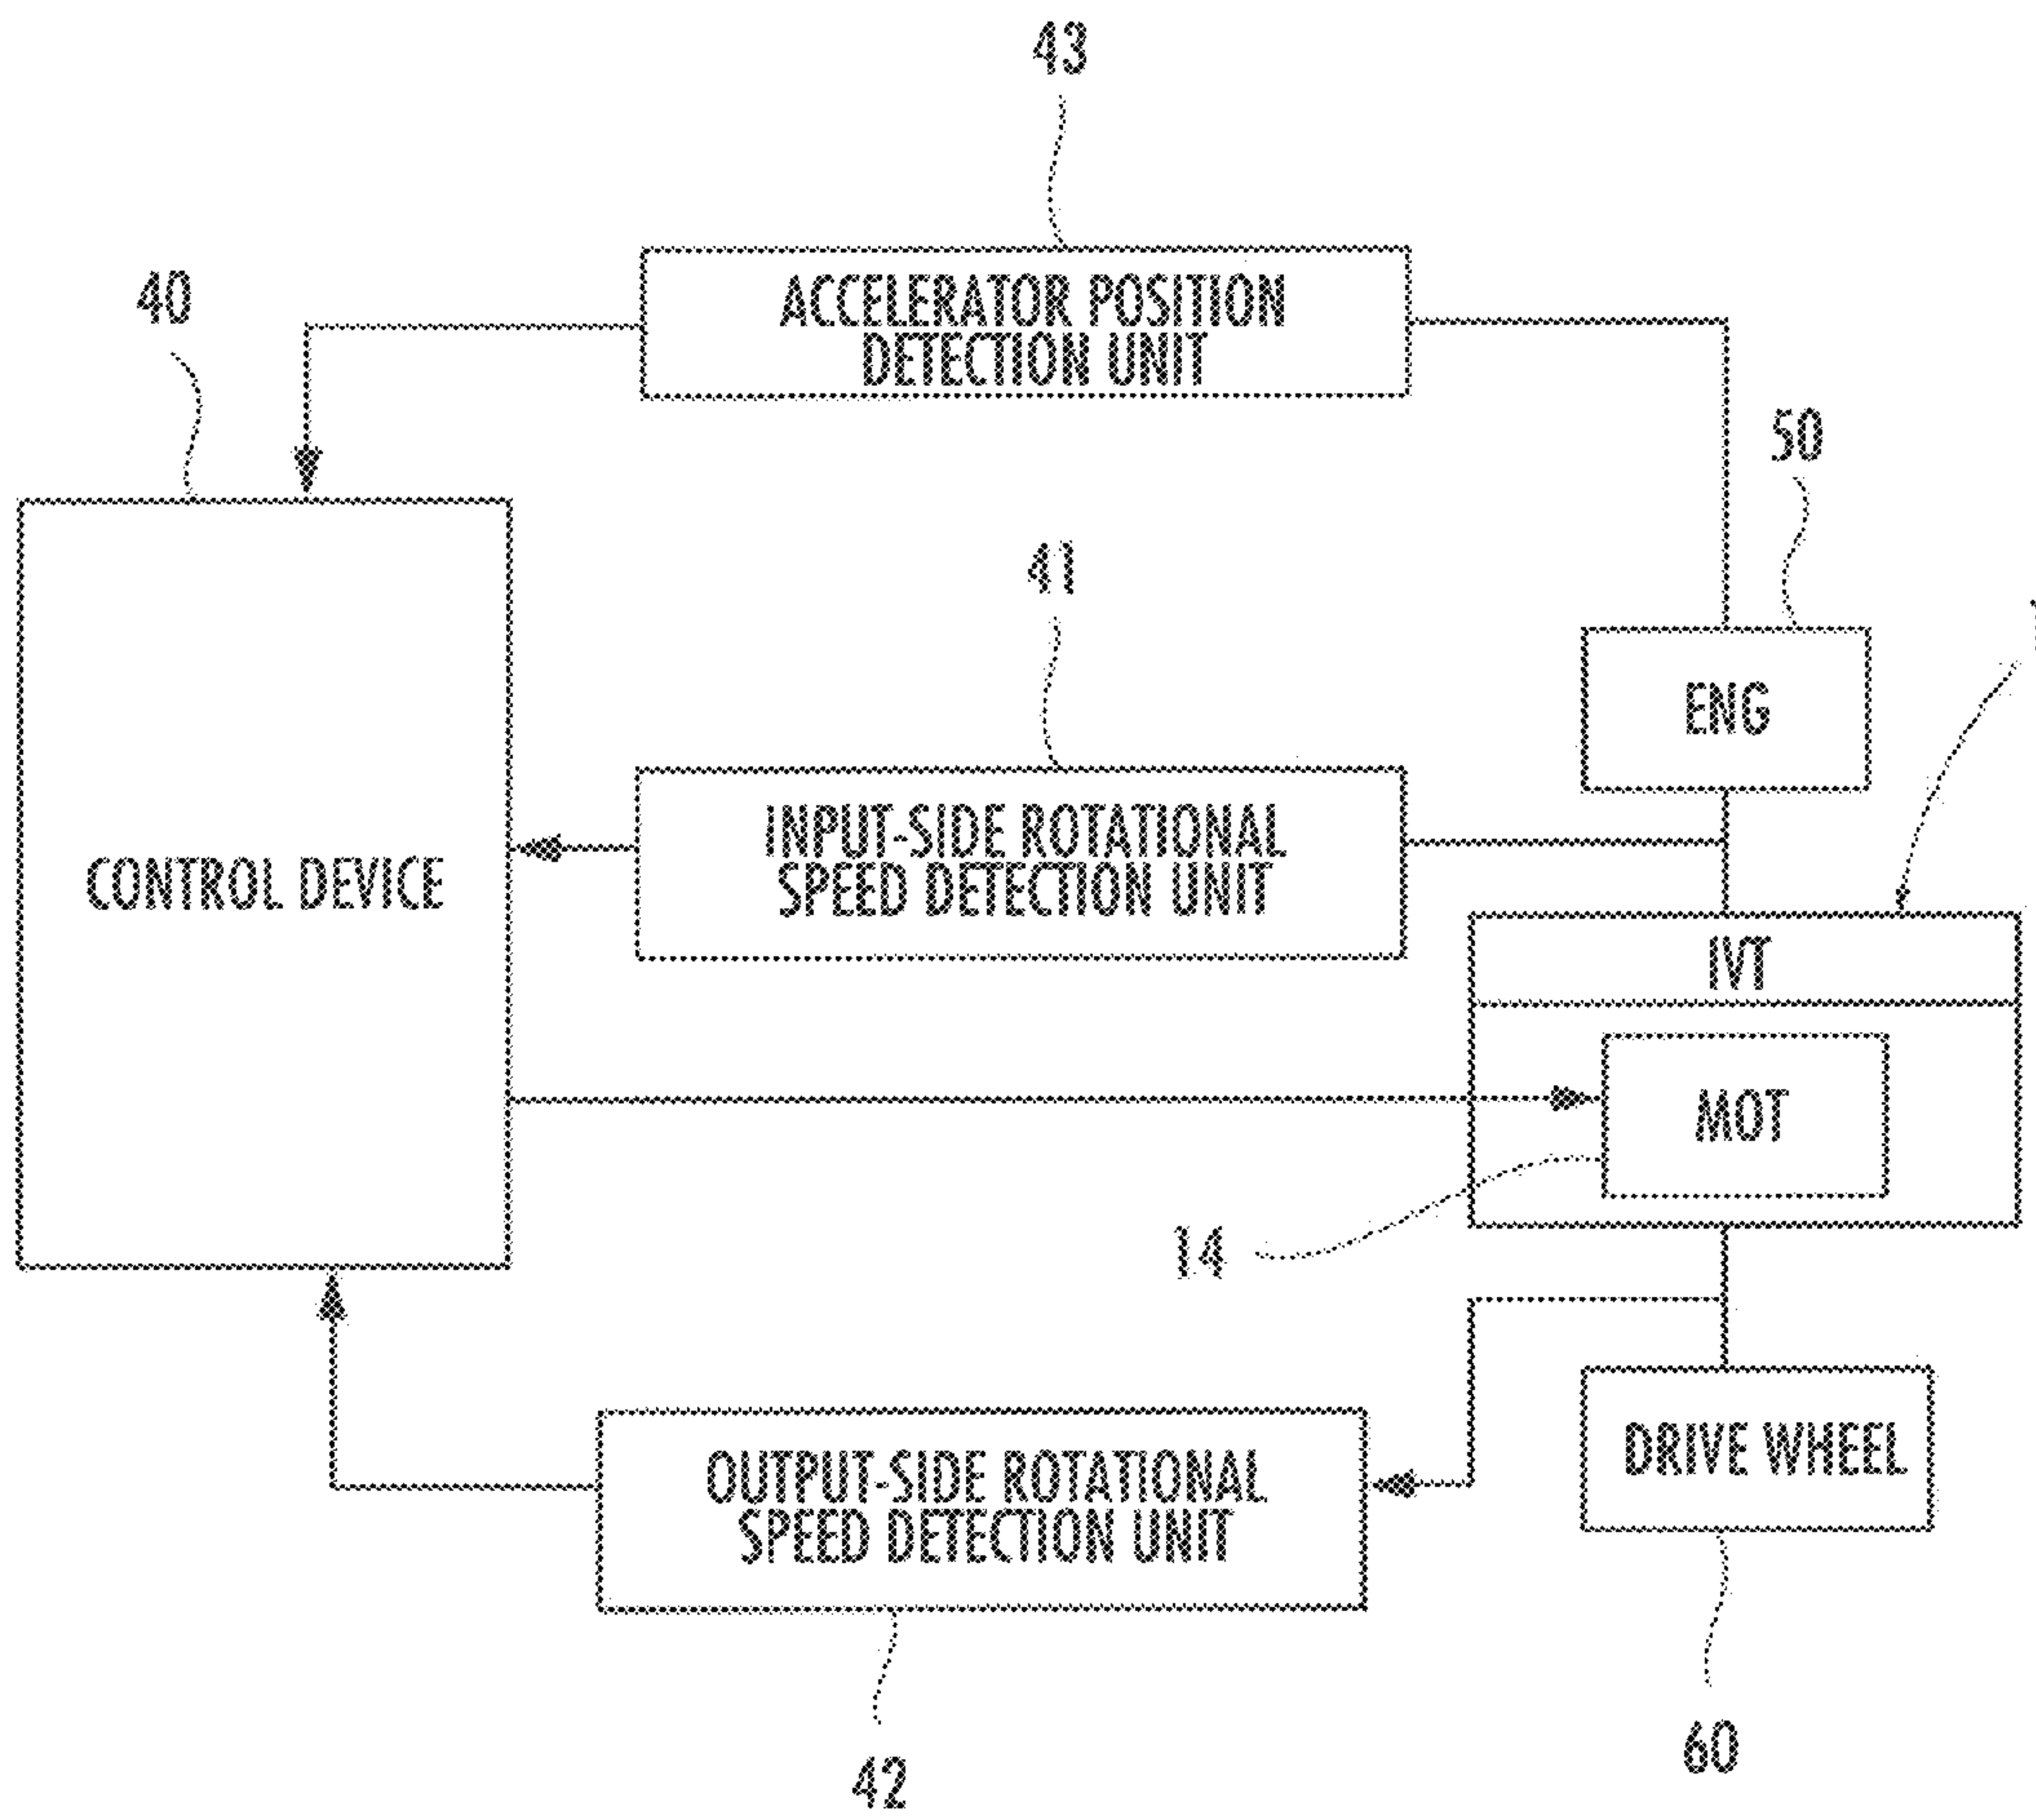 43
ACCELERATOR POSITION
DETECTION UNIT
40
50
41
ENG
INPUT-SIDE ROTATIONAL
SPEED DETECTION UNIT
CONTROL DEVICE
IVT
MOT
14
DRIVE WHEEL
OUTPUT-SIDE ROTATIONAL
SPEED DETECTION UNIT
60
42